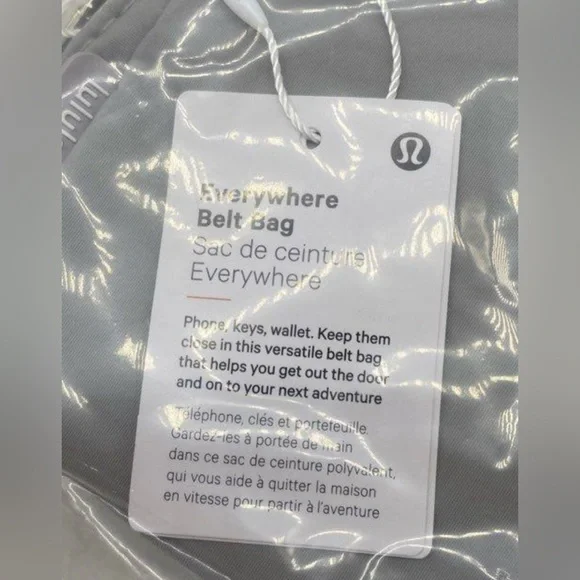 lulul
Everywhere
Belt Bag
Sac de ceinture
Everywhere
Phone, keys, wallet. Keep them
close in this versatile belt bag
that helps you get out the door
and on to your next adventure
Téléphone, clés et portefeuille.
Gardez-les à portée de main
dans ce sac de ceinture polyvalent,
qui vous aide à quitter la maison
en vitesse pour partir à l'aventure